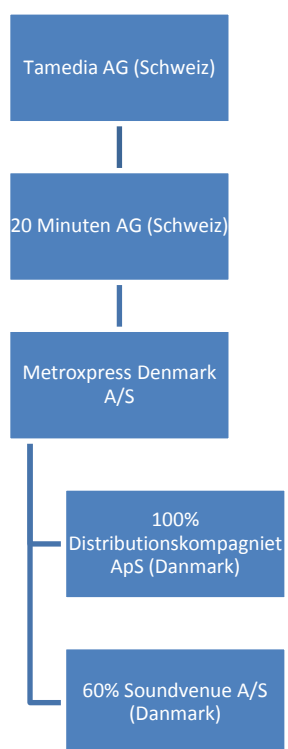 Tamedia AG (Schweiz)
20 Minuten AG (Schweiz)
Metroxpress Denmark
A/S
100%
Distributionskompagniet
ApS (Danmark)
60% Soundvenue A/S
(Danmark)